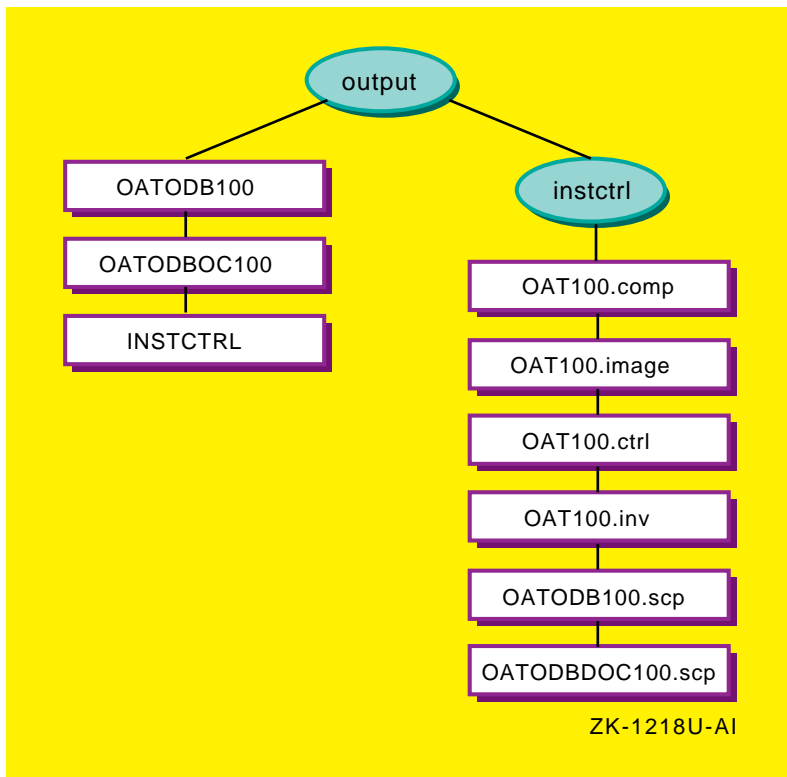 output
OATODB100
OATODBOC100
INSTCTRL
instctrl
OAT100.comp
OAT100.image
OAT100.ctrl
OAT100.inv
OATODB100.scp
OATODBDOC100.scp
ZK-1218U-AI